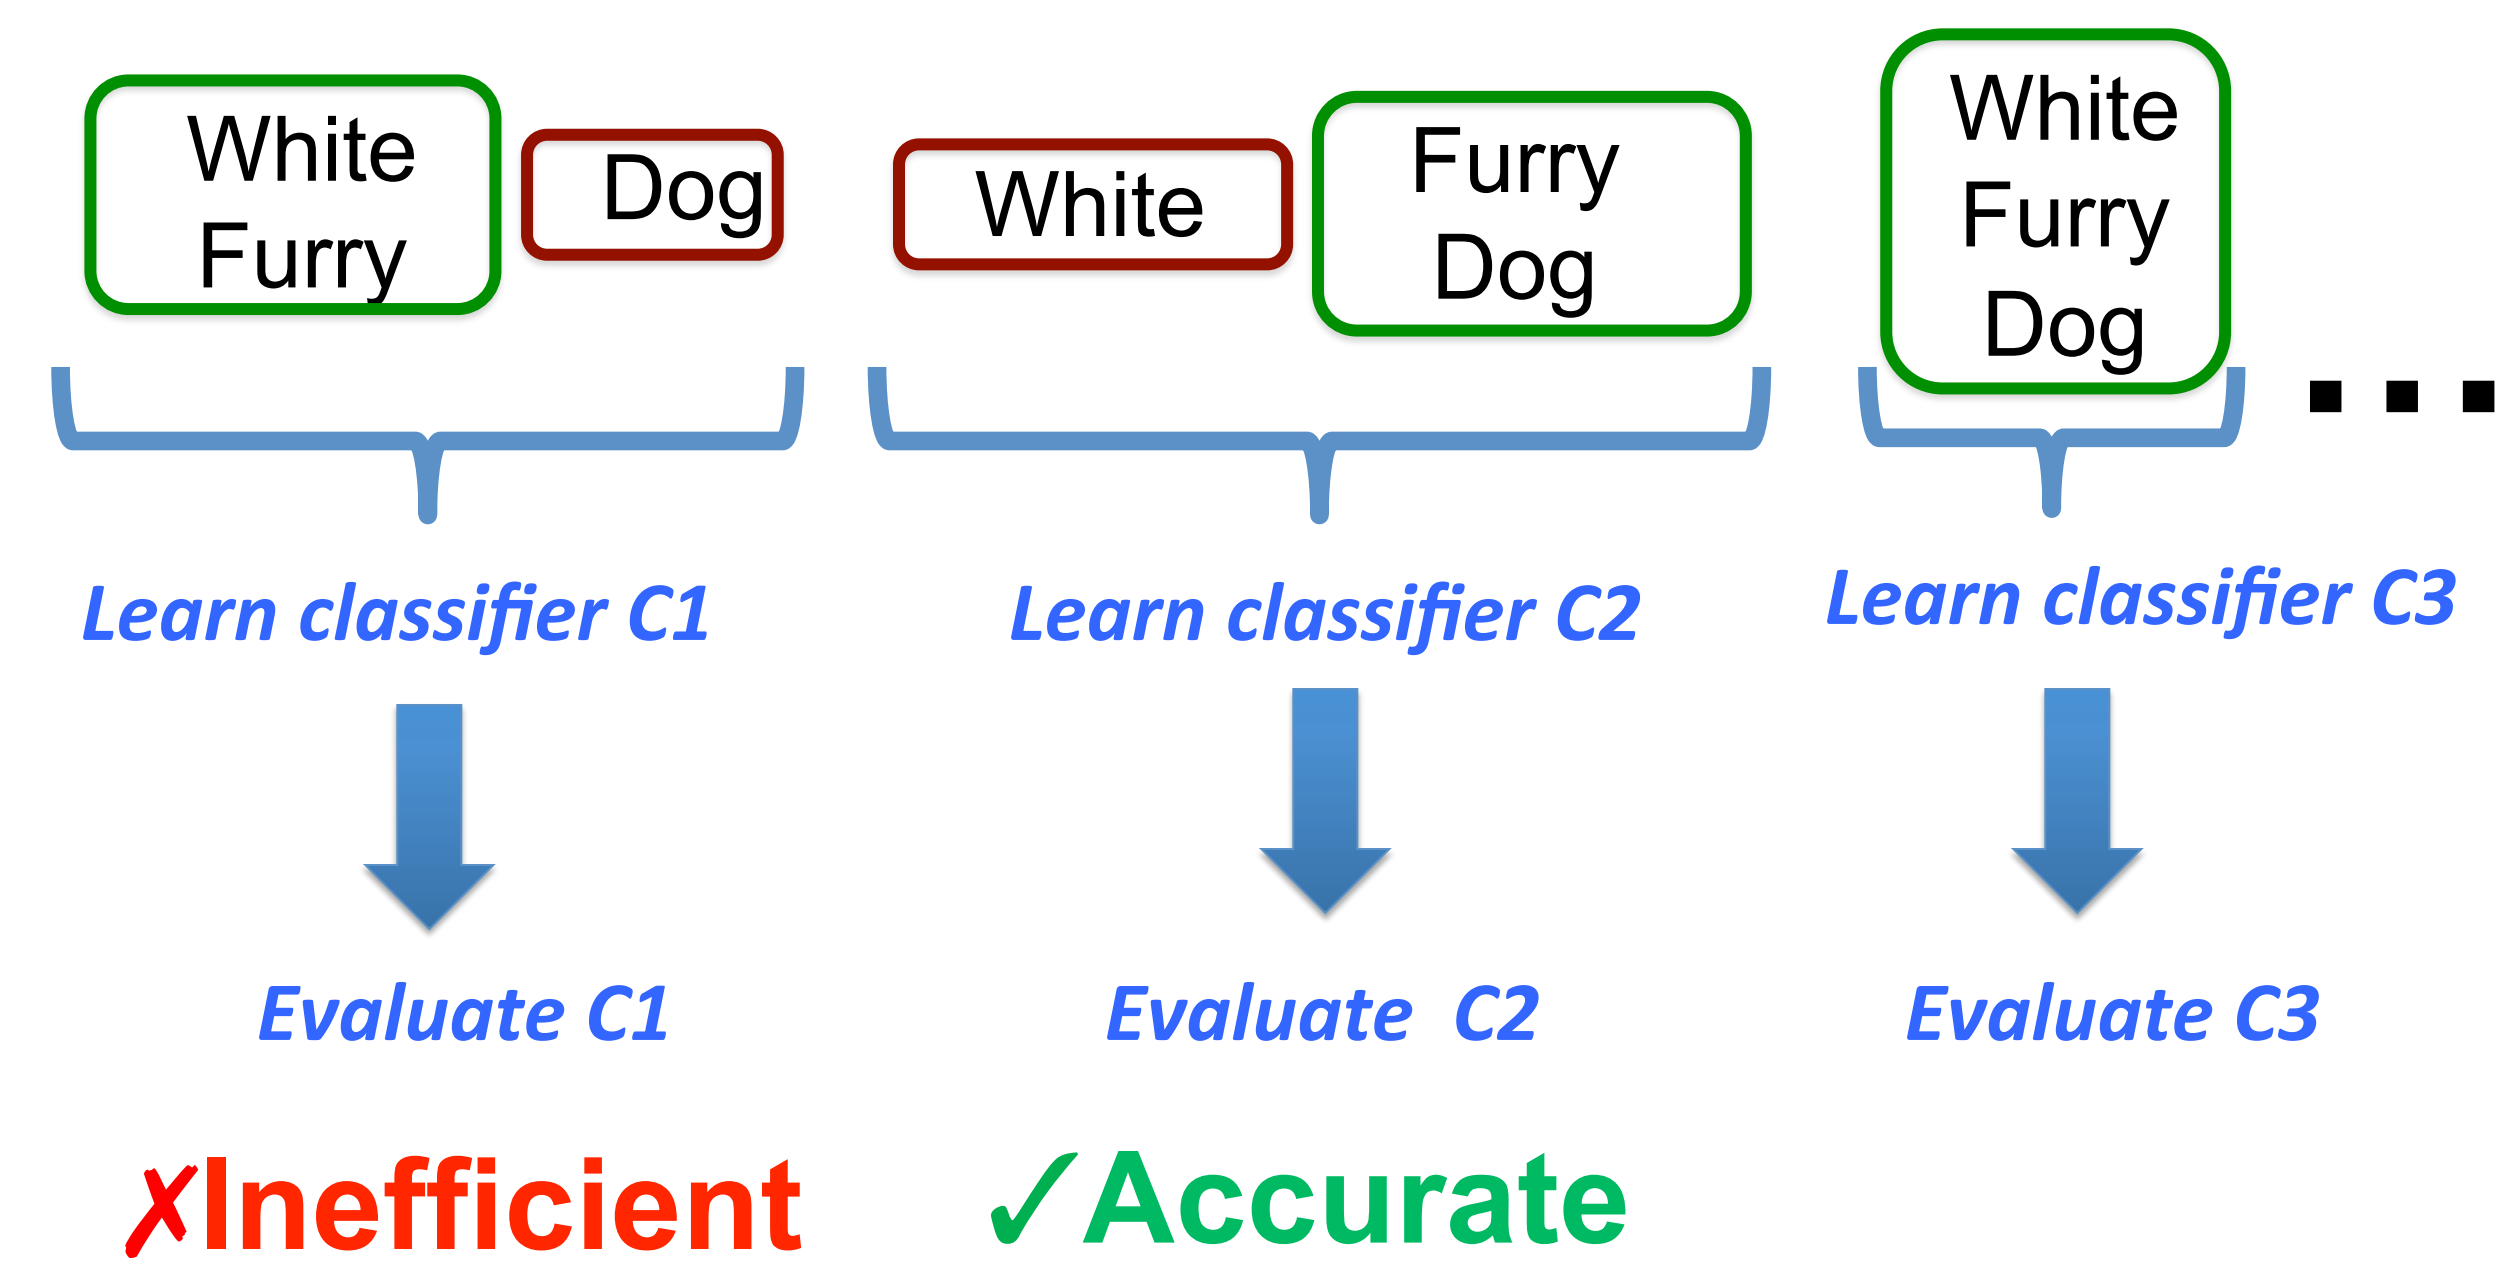 White
Furry
Dog
White
Furry
Dog
White
Furry
Dog
...
Learn classifier C1
Learn classifier C2
Learn classifier C3
Evaluate C1
Evaluate C2
Evaluate C3
✗Inefficient
✓Accurate